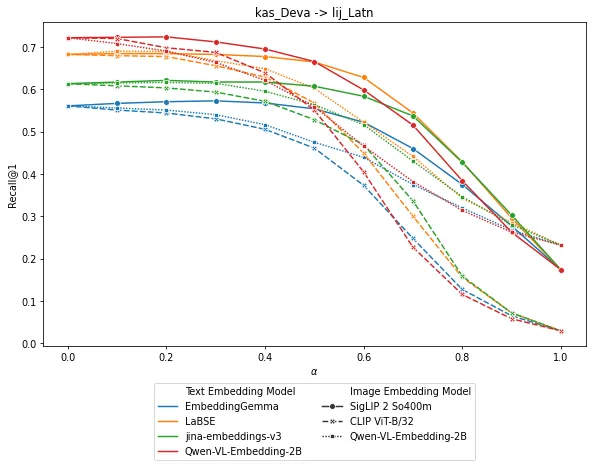 kas_Deva -> lij_Latn
Recall@1
0.7
0.6
0.5
0.4
0.3
0.2
0.1
0.0
0.0 0.2 0.4 0.6 0.8 1.0
α
Text Embedding Model
EmbeddingGemma
LaBSE
jina-embeddings-v3
Qwen-VL-Embedding-2B
Image Embedding Model
SigLIP 2 So400m
CLIP ViT-B/32
Qwen-VL-Embedding-2B